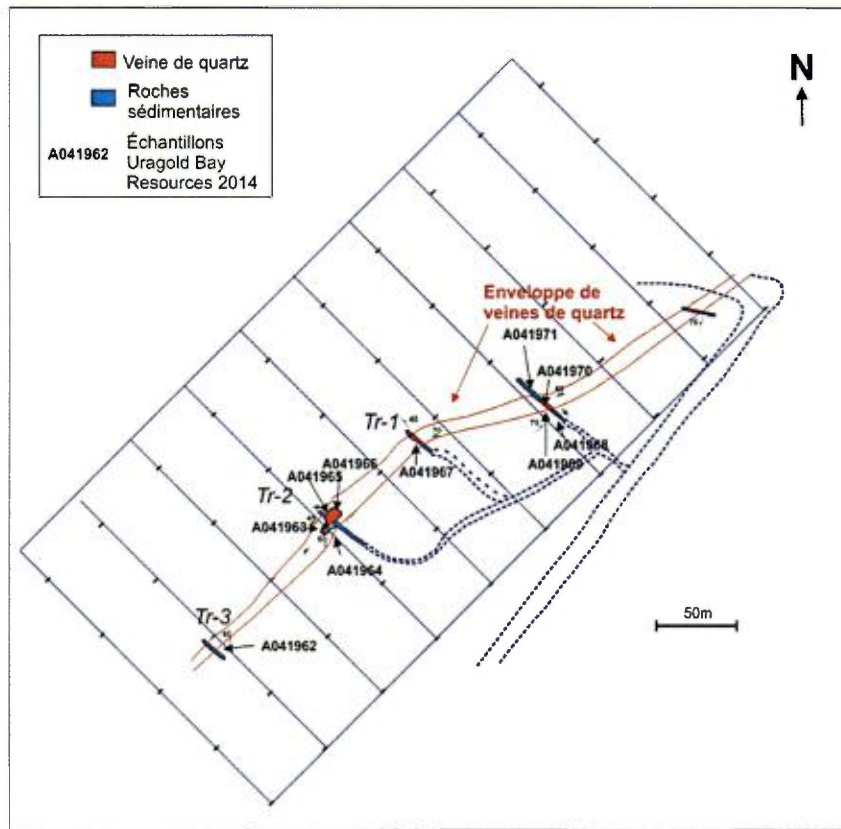 Veine de quartz
Roches
sédimentaires
A041962
Échantillons
Uragold Bay
Resources 2014
N
Enveloppe de
veines de quartz
A041971
A041970
Tr-1
A041968
A041969
A041967
A041966
A041965
Tr-2
A041963
A041964
50m
Tr-3
A041962